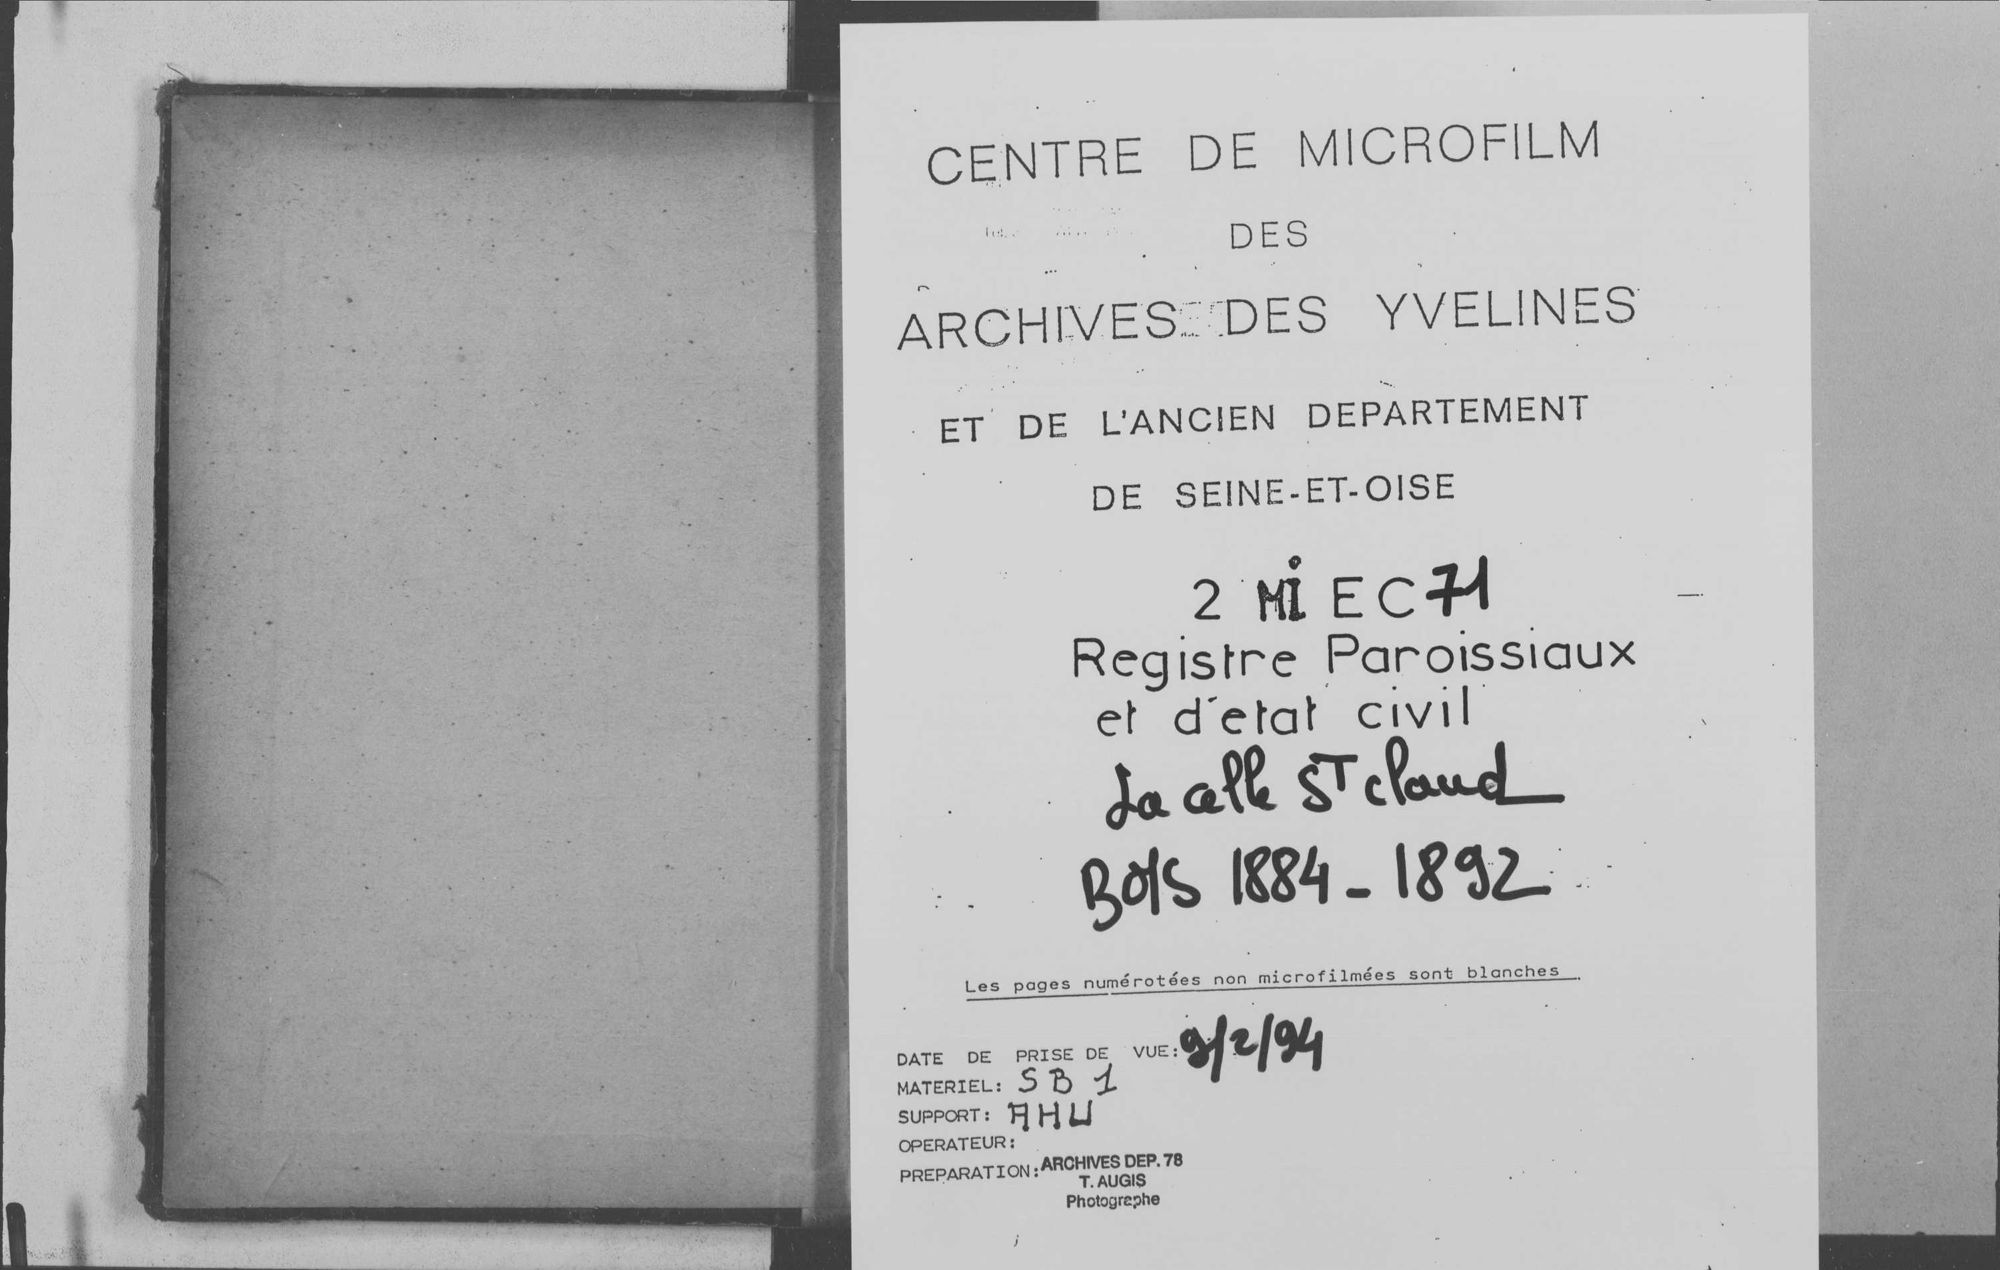 CENTRE DE MICROFILM
DES
ARCHIVES DES YVELINES
ET DE L'ANCIEN DEPARTEMENT
DE SEINE-ET-OISE
2 Mi EC 71
Registre Paroissiaux
et d'etat civil
La celle ST claud
BMS 1884 - 1892
Les pages numérotées non microfilmées sont blanches
DATE DE PRISE DE VUE: 9/2/94
MATERIEL: SB 1
SUPPORT: AHU
OPERATEUR:
PREPARATION: ARCHIVES DEP. 78
T. AUGIS
Photographe